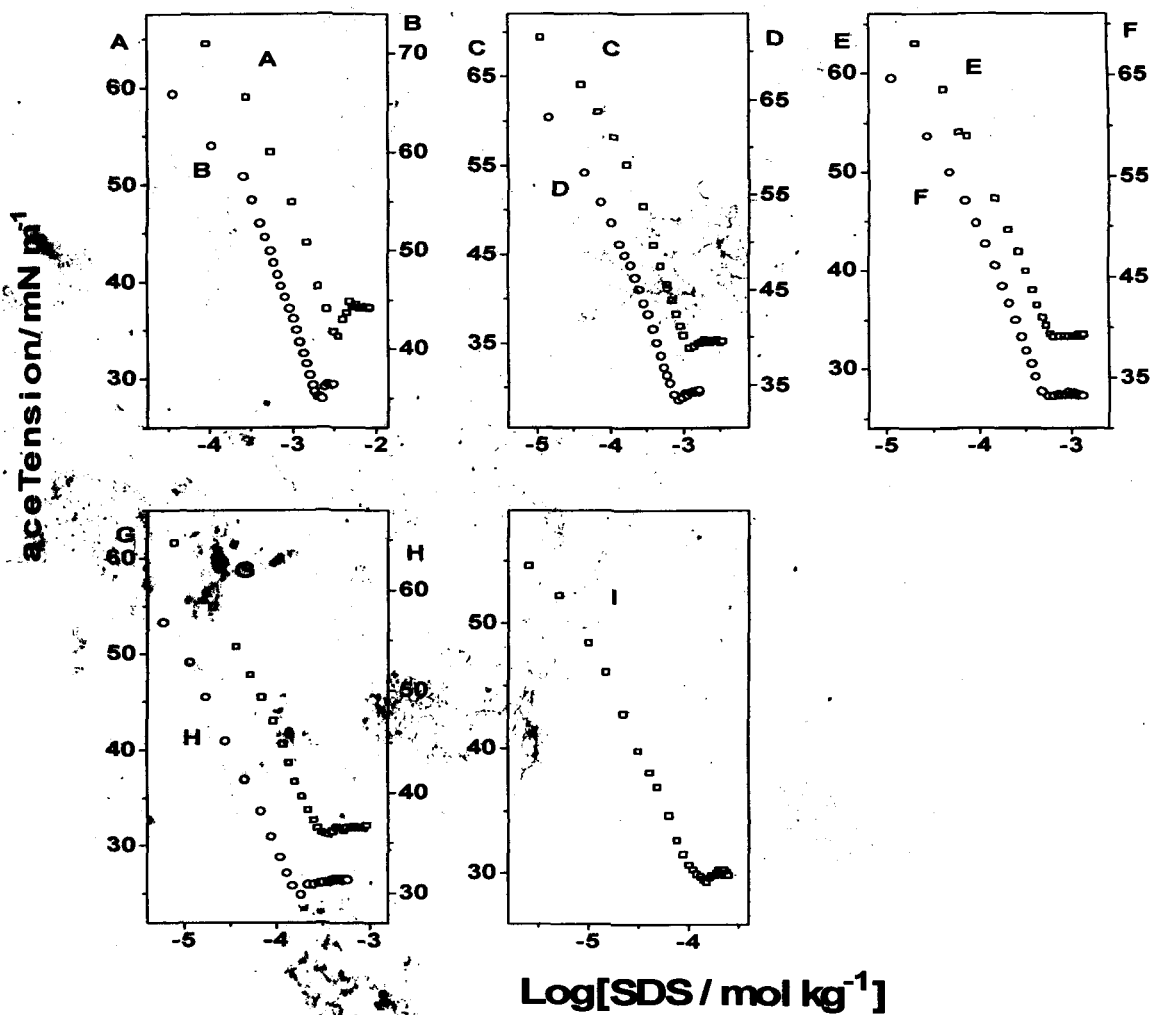 A B C D E F
A C E
B D F
60 50 40 30
70 60 50 40
65 55 45 35
65 55 45 35
60 50 40 30
65 55 45 35
-4 -3 -2
-5 -4 -3
-5 -4 -3
aceTension/mN m-1
G H
G I
H
60 50 40 30
60 50 40 30
50 40 30
-5 -4 -3
-5 -4
Log[SDS / mol kg-1]